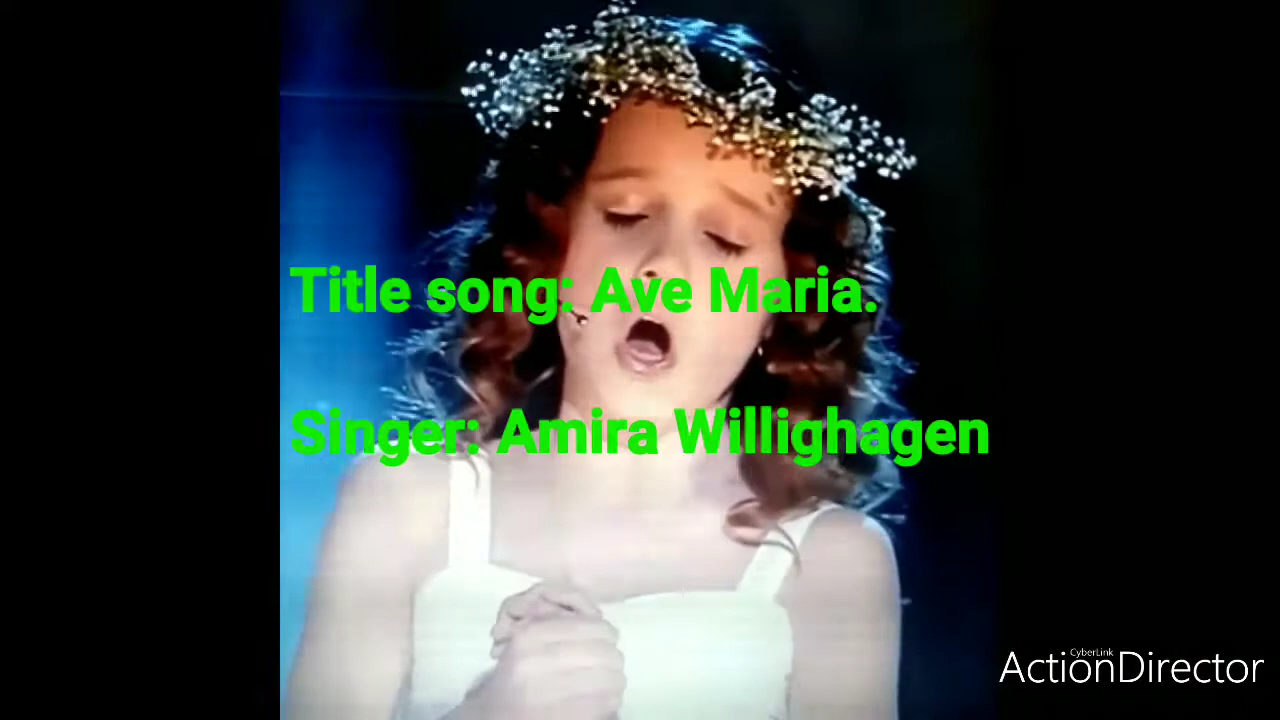 Title song: Ave Maria.
Singer: Amira Willighagen
CyberLink
ActionDirector